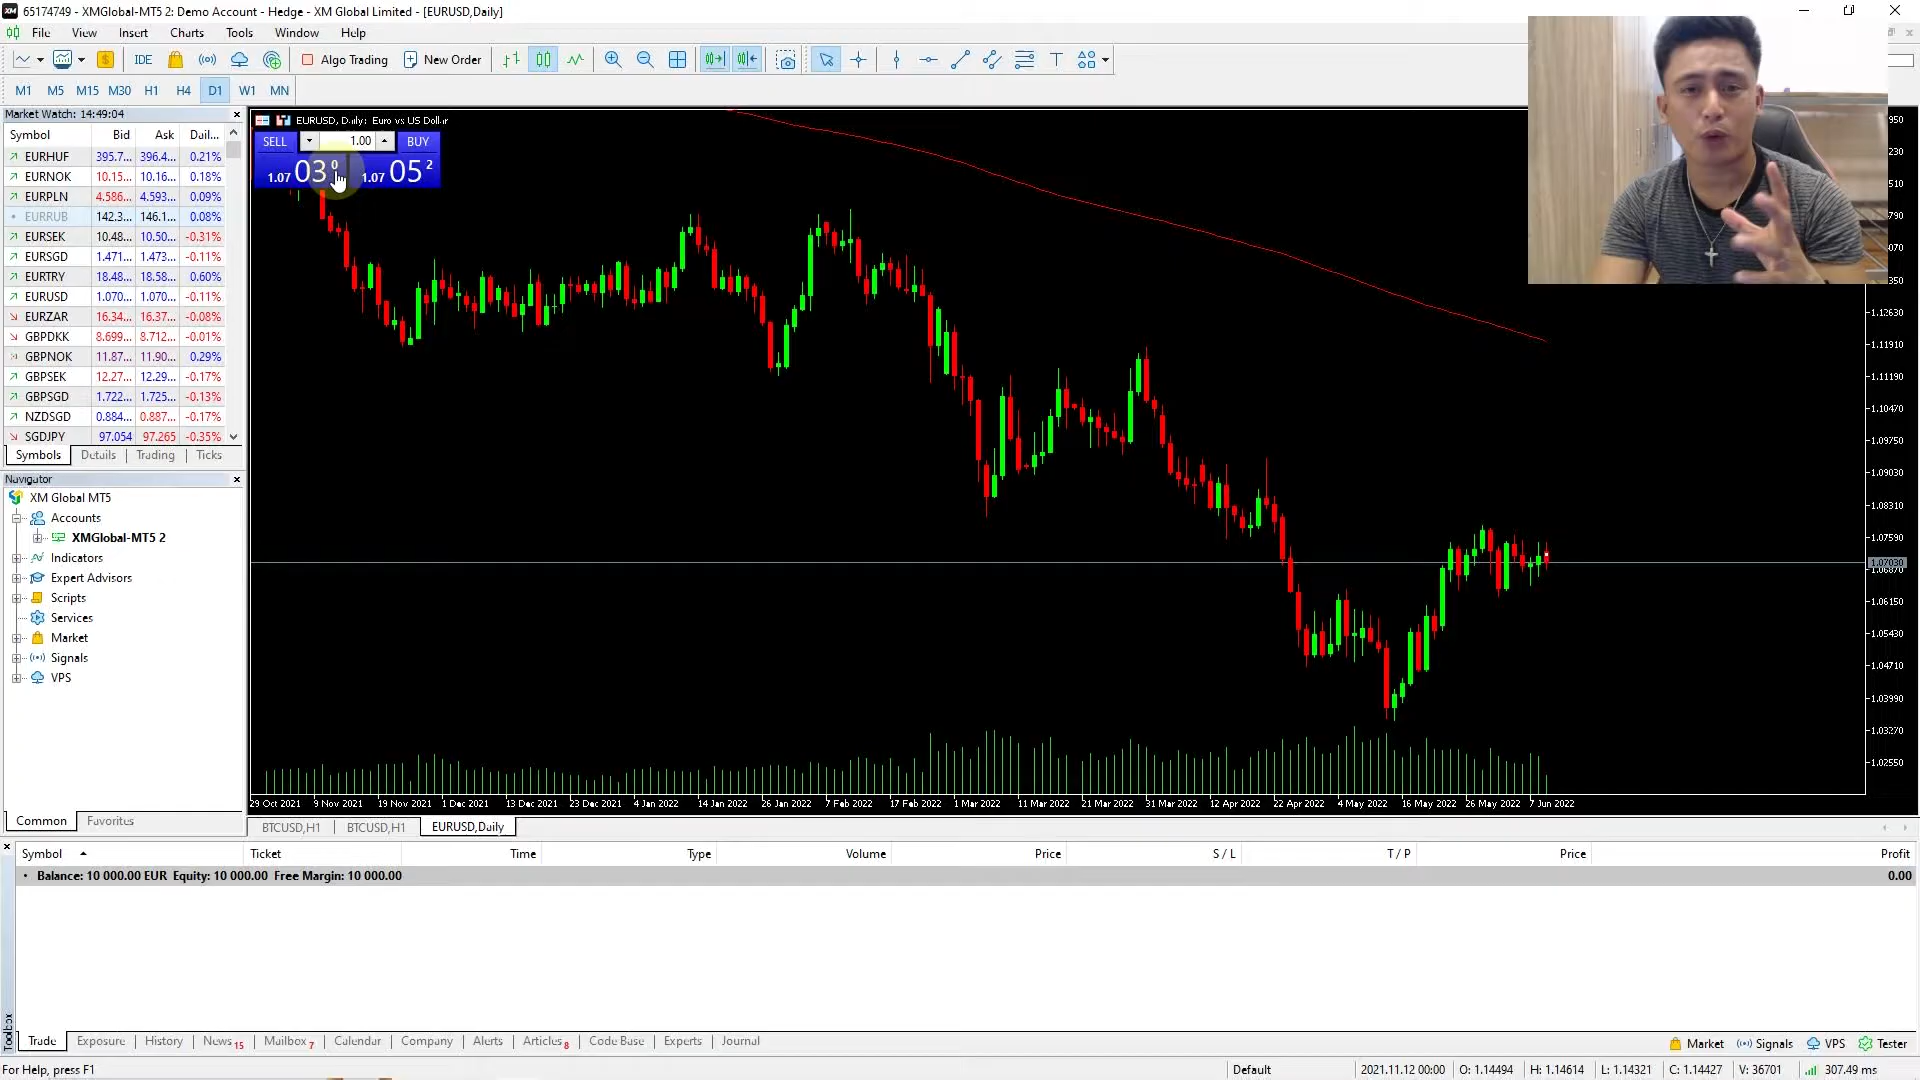 65174749 - XMGlobal-MT5 2: Demo Account - Hedge - XM Global Limited - [EURUSD,Daily]
File View Insert Charts Tools Window Help
IDE Algo Trading New Order
M1 M5 M15 M30 H1 H4 D1 W1 MN
Market Watch: 14:49:04
Symbol Bid Ask Dail...
EURHUF 395.7... 396.4... 0.21%
EURNOK 10.15... 10.16... 0.18%
EURPLN 4.586... 4.593... 0.09%
EURRUB 142.3... 146.1... 0.08%
EURSEK 10.48... 10.50... -0.31%
EURSGD 1.471... 1.473... -0.11%
EURTRY 18.48... 18.58... 0.60%
EURUSD 1.070... 1.070... -0.11%
EURZAR 16.34... 16.37... -0.08%
GBPDKK 8.699... 8.712... -0.01%
GBPNOK 11.87... 11.90... 0.29%
GBPSEK 12.27... 12.29... -0.17%
GBPSGD 1.722... 1.725... -0.13%
NZDSGD 0.884... 0.887... -0.17%
SGDJPY 97.054 97.265 -0.35%
Symbols Details Trading Ticks
Navigator
XM Global MT5
Accounts
XMGlobal-MT5 2
Indicators
Expert Advisors
Scripts
Services
Market
Signals
VPS
Common Favorites
EURUSD, Daily: Euro vs US Dollar
SELL 1.00 BUY
1.07 03 0 1.07 05 2
950
230
510
790
070
350
1.12630
1.11910
1.11190
1.10470
1.09750
1.09030
1.08310
1.07590
1.07030
1.06150
1.05430
1.04710
1.03990
1.03270
1.02550
29 Oct 2021 9 Nov 2021 19 Nov 2021 1 Dec 2021 13 Dec 2021 23 Dec 2021 4 Jan 2022 14 Jan 2022 26 Jan 2022 7 Feb 2022 17 Feb 2022 1 Mar 2022 11 Mar 2022 21 Mar 2022 31 Mar 2022 12 Apr 2022 22 Apr 2022 4 May 2022 16 May 2022 26 May 2022 7 Jun 2022
BTCUSD,H1 BTCUSD,H1 EURUSD,Daily
Symbol Ticket Time Type Volume Price S / L T / P Price Profit
Balance: 10 000.00 EUR Equity: 10 000.00 Free Margin: 10 000.00 0.00
Toolbox
Trade Exposure History News 15 Mailbox 7 Calendar Company Alerts Articles 8 Code Base Experts Journal Market Signals VPS Tester
For Help, press F1 Default 2021.11.12 00:00 O: 1.14494 H: 1.14614 L: 1.14321 C: 1.14427 V: 36701 307.49 ms